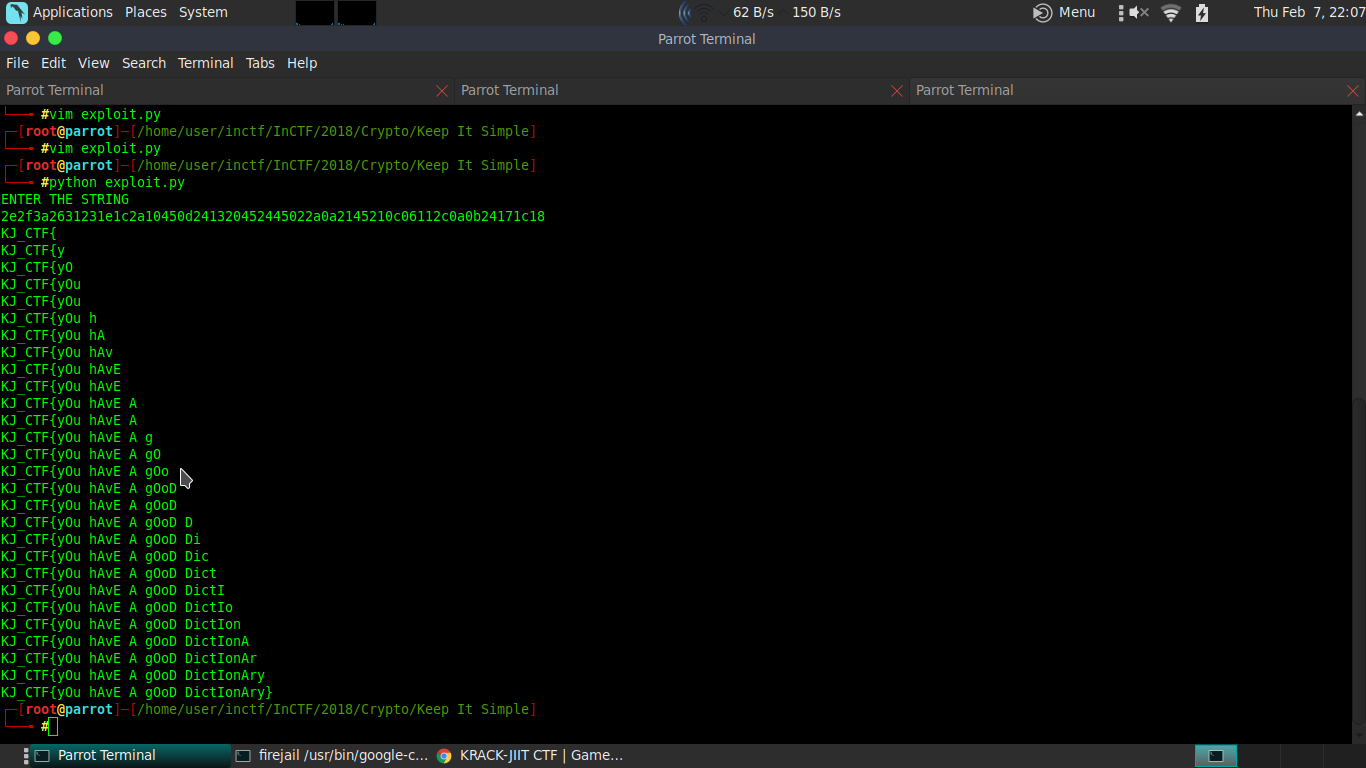 Applications Places System 62 B/s 150 B/s Menu Thu Feb 7, 22:07
Parrot Terminal
File Edit View Search Terminal Tabs Help
Parrot Terminal Parrot Terminal Parrot Terminal
#vim exploit.py
[root@parrot]─[/home/user/inctf/InCTF/2018/Crypto/Keep It Simple]
#vim exploit.py
[root@parrot]─[/home/user/inctf/InCTF/2018/Crypto/Keep It Simple]
#python exploit.py
ENTER THE STRING
2e2f3a2631231e1c2a10450d241320452445022a0a2145210c06112c0a0b24171c18
KJ_CTF{
KJ_CTF{y
KJ_CTF{yO
KJ_CTF{yOu
KJ_CTF{yOu
KJ_CTF{yOu h
KJ_CTF{yOu hA
KJ_CTF{yOu hAv
KJ_CTF{yOu hAvE
KJ_CTF{yOu hAvE
KJ_CTF{yOu hAvE A
KJ_CTF{yOu hAvE A
KJ_CTF{yOu hAvE A g
KJ_CTF{yOu hAvE A gO
KJ_CTF{yOu hAvE A gOo
KJ_CTF{yOu hAvE A gOoD
KJ_CTF{yOu hAvE A gOoD
KJ_CTF{yOu hAvE A gOoD D
KJ_CTF{yOu hAvE A gOoD Di
KJ_CTF{yOu hAvE A gOoD Dic
KJ_CTF{yOu hAvE A gOoD Dict
KJ_CTF{yOu hAvE A gOoD DictI
KJ_CTF{yOu hAvE A gOoD DictIo
KJ_CTF{yOu hAvE A gOoD DictIon
KJ_CTF{yOu hAvE A gOoD DictIonA
KJ_CTF{yOu hAvE A gOoD DictIonAr
KJ_CTF{yOu hAvE A gOoD DictIonAry
KJ_CTF{yOu hAvE A gOoD DictIonAry}
[root@parrot]─[/home/user/inctf/InCTF/2018/Crypto/Keep It Simple]
#
Parrot Terminal firejail /usr/bin/google-c... KRACK-JIIT CTF | Game...